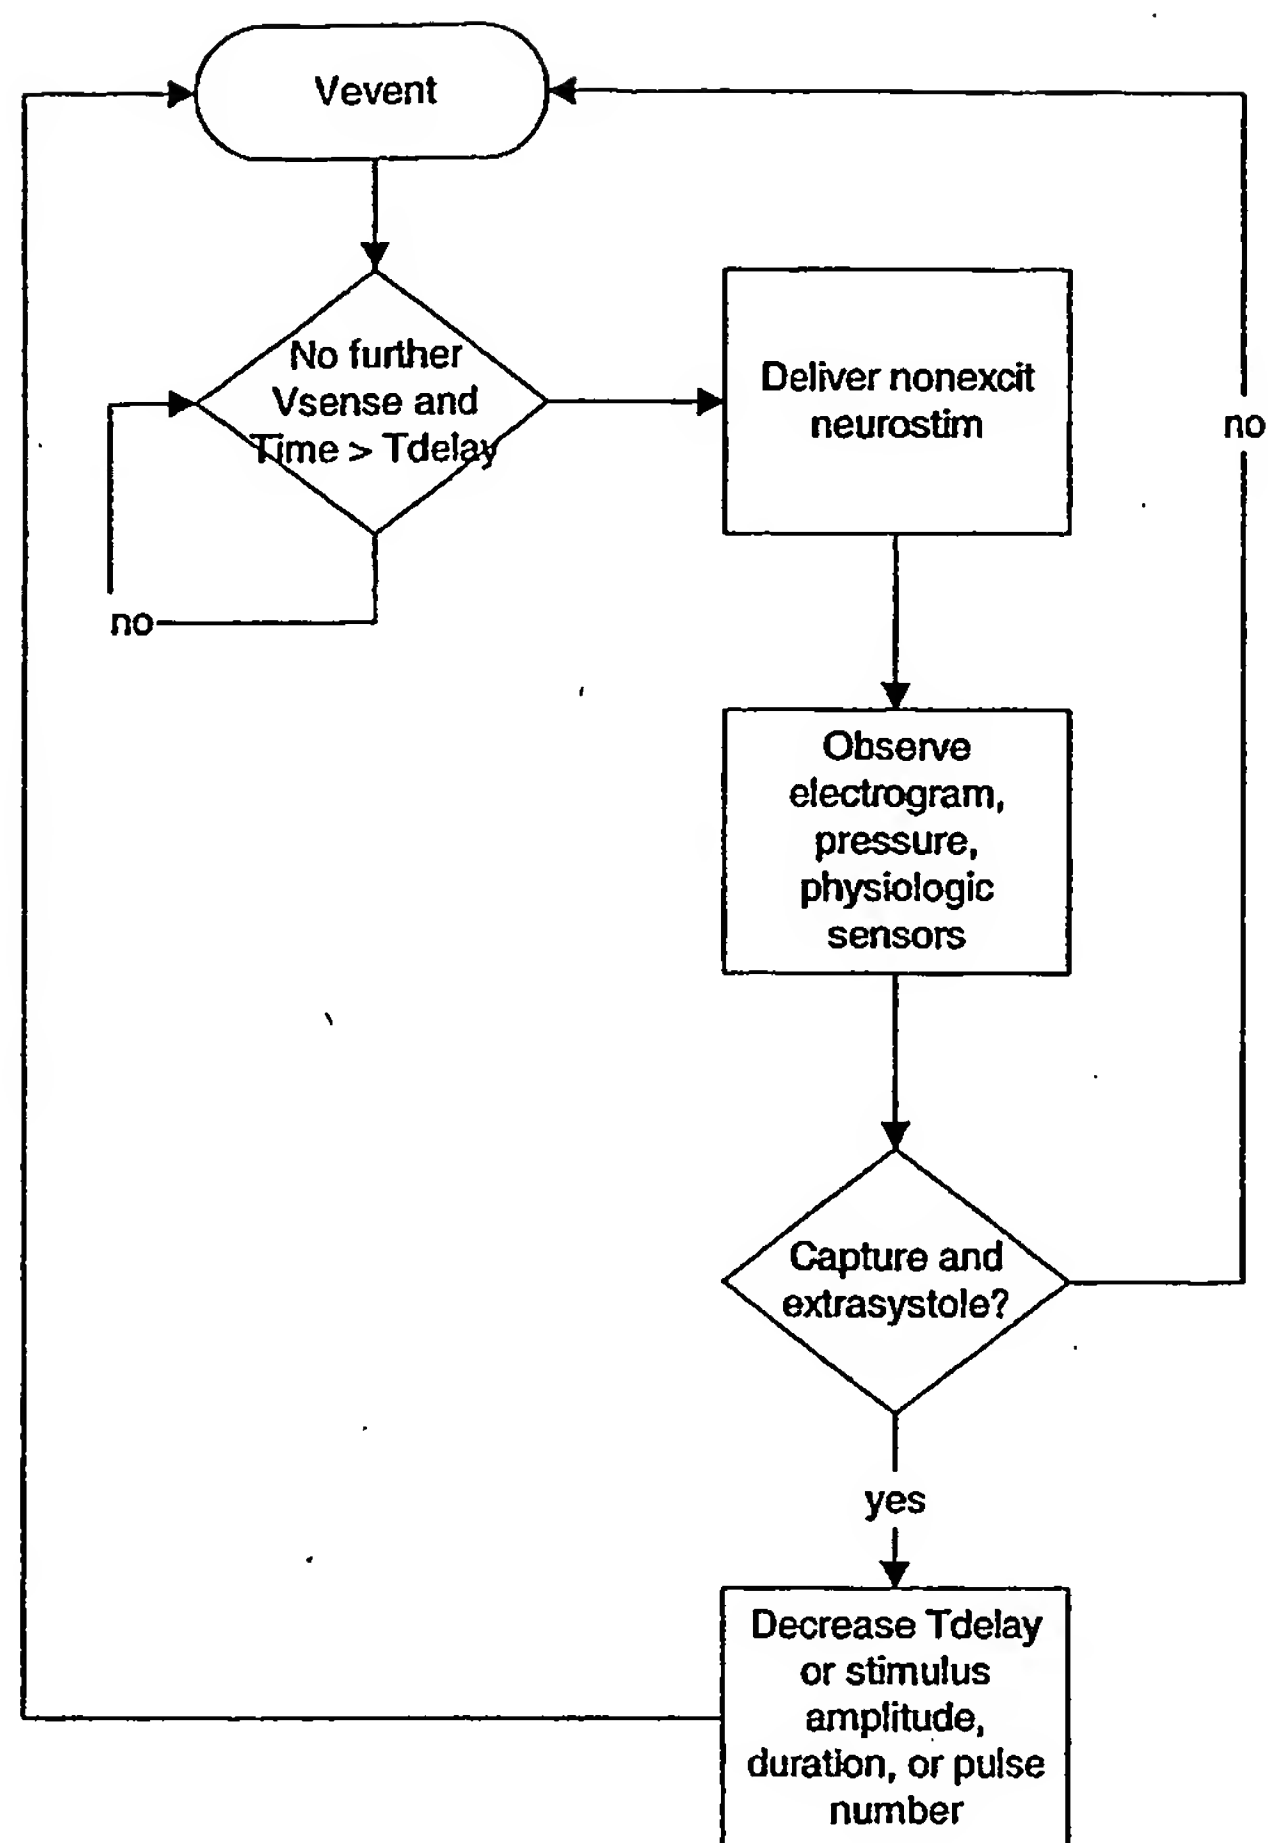 Vevent
No further
Vsense and
Time > Tdelay
no
Deliver nonexcit
neurostim
no
Observe
electrogram,
pressure,
physiologic
sensors
Capture and
extrasystole?
yes
Decrease Tdelay
or stimulus
amplitude,
duration, or pulse
number